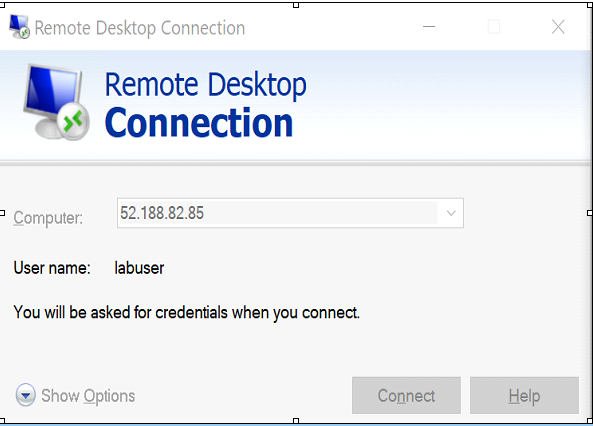 Remote Desktop Connection
Remote Desktop
Connection
Computer: 52.188.82.85
User name: labuser
You will be asked for credentials when you connect.
Show Options Connect Help